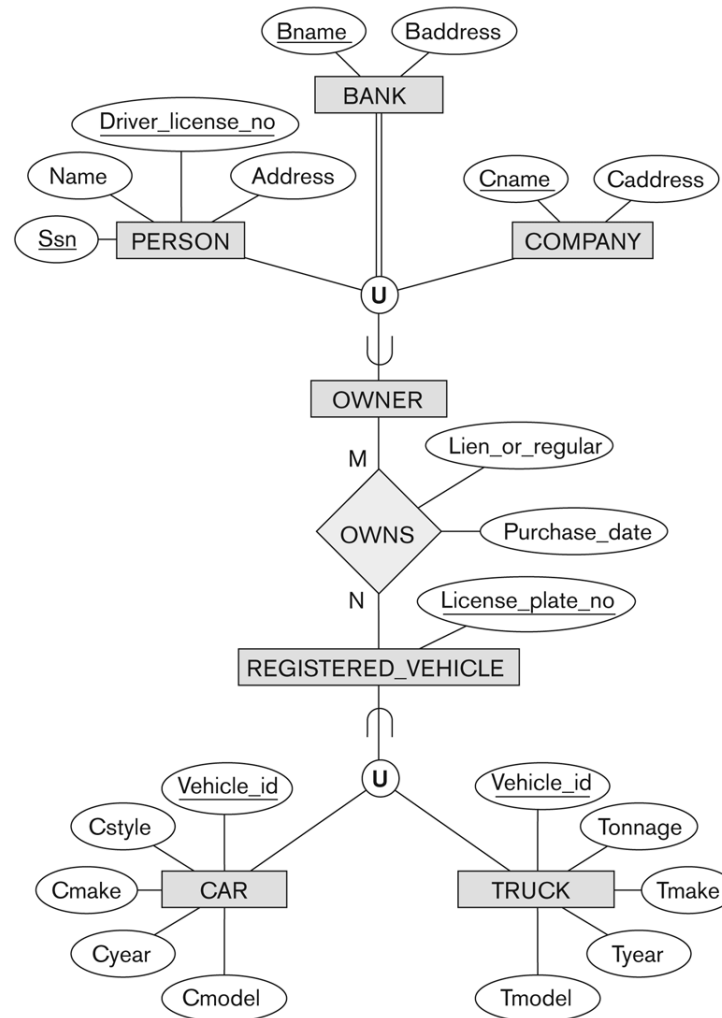 Bname
Baddress
BANK
Driver_license_no
Name
Address
Cname
Caddress
Ssn
PERSON
COMPANY
U
OWNER
M
Lien_or_regular
OWNS
Purchase_date
N
License_plate_no
REGISTERED_VEHICLE
U
Vehicle_id
Vehicle_id
Cstyle
Tonnage
Cmake
CAR
TRUCK
Tmake
Cyear
Tyear
Cmodel
Tmodel